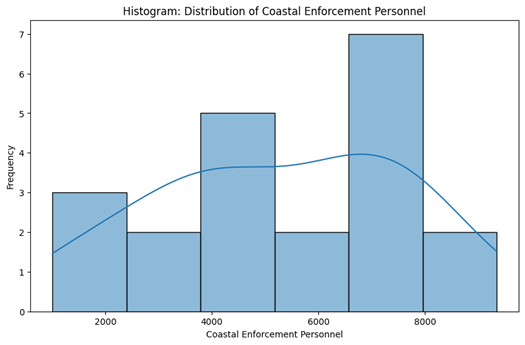 Histogram: Distribution of Coastal Enforcement Personnel
7
6
5
4
3
2
1
0
Frequency
2000 4000 6000 8000
Coastal Enforcement Personnel